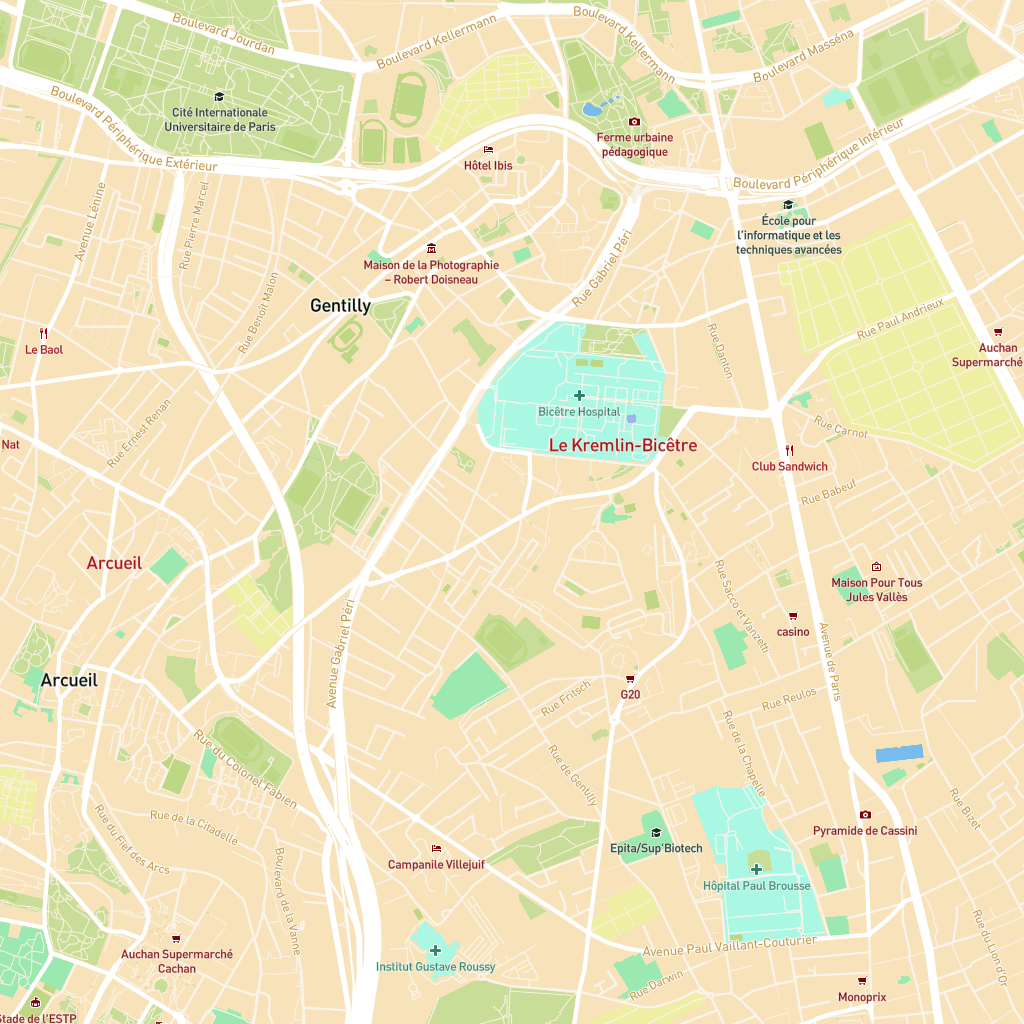 Boulevard Jourdan
Boulevard Kellermann
Boulevard Kellermann
Boulevard Masséna
Cité Internationale
Universitaire de Paris
Boulevard Périphérique Extérieur
Hôtel Ibis
Ferme urbaine
pédagogique
Boulevard Périphérique Intérieur
Avenue Lénine
Rue Pierre Marcel
École pour
l'informatique et les
techniques avancées
Maison de la Photographie
– Robert Doisneau
Rue Gabriel Péri
Gentilly
Rue Benoît Malon
Le Baol
Rue Danton
Rue Paul Andrieux
Auchan
Supermarché
Bicêtre Hospital
Rue Ernest Renan
Nat
Le Kremlin-Bicêtre
Rue Carnot
Club Sandwich
Rue Babeuf
Arcueil
Maison Pour Tous
Jules Vallès
Rue Sacco et Vanzetti
casino
Avenue de Paris
Avenue Gabriel Péri
Arcueil
G20
Rue Fritsch
Rue Reulos
Rue du Colonel Fabien
Rue de la Chapelle
Rue de Gentilly
Rue Bizet
Rue de la Citadelle
Rue du Fief des Arcs
Pyramide de Cassini
Epita/Sup'Biotech
Campanile Villejuif
Boulevard de la Vanne
Hôpital Paul Brousse
Auchan Supermarché
Cachan
Institut Gustave Roussy
Avenue Paul Vaillant-Couturier
Rue du Lion d'Or
Rue Darwin
Monoprix
Stade de l'ESTP